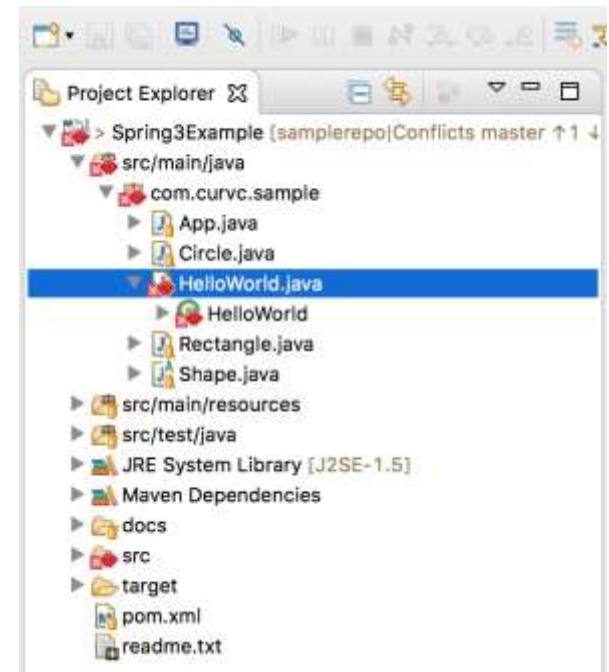 Project Explorer
> Spring3Example [samplerepo|Conflicts master ↑1 ↓
src/main/java
com.curvc.sample
App.java
Circle.java
HelloWorld.java
HelloWorld
Rectangle.java
Shape.java
src/main/resources
src/test/java
JRE System Library [J2SE-1.5]
Maven Dependencies
docs
src
target
pom.xml
readme.txt